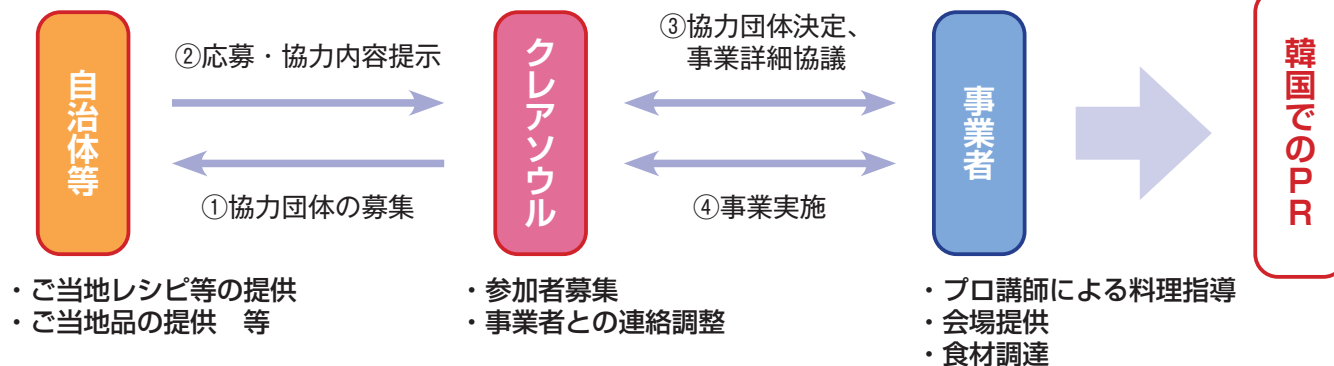 自治体等
②応募・協力内容提示
①協力団体の募集
クレアソウル
③協力団体決定、
事業詳細協議
④事業実施
事業者
韓国でのPR
・ご当地レシピ等の提供
・ご当地品の提供　等
・参加者募集
・事業者との連絡調整
・プロ講師による料理指導
・会場提供
・食材調達